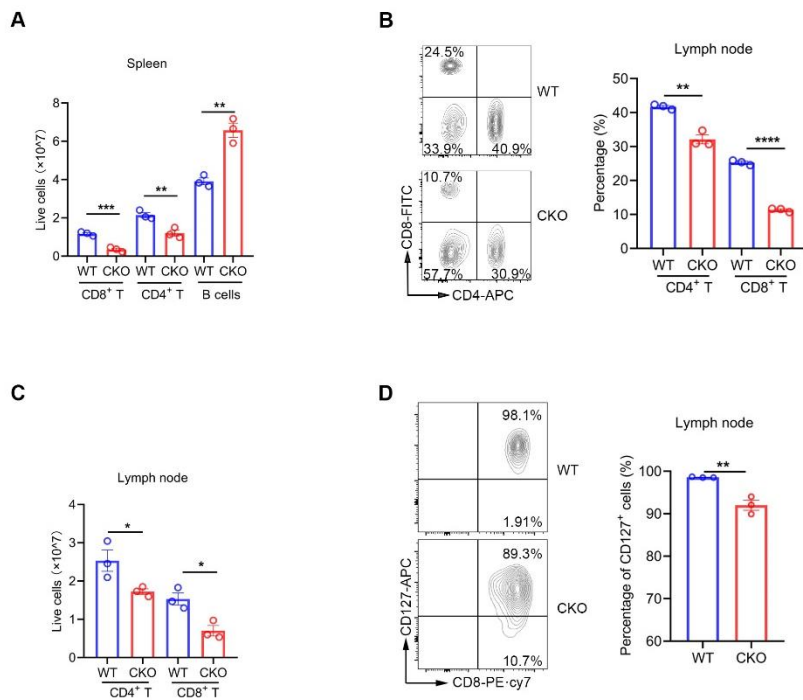 A
Spleen
Live cells (×10^7)
8
6
4
2
0
***
**
**
WT CKO WT CKO WT CKO
CD8+ T CD4+ T B cells
B
24.5%
33.9% 40.9%
WT
10.7%
57.7% 30.9%
CKO
CD8-FITC
CD4-APC
Lymph node
Percentage (%)
50
40
30
20
10
0
**
****
WT CKO WT CKO
CD4+ T CD8+ T
C
Lymph node
Live cells (×10^7)
4
3
2
1
0
*
*
WT CKO WT CKO
CD4+ T CD8+ T
D
98.1%
1.91%
WT
89.3%
10.7%
CKO
CD127-APC
CD8-PE·cy7
Lymph node
Percentage of CD127+ cells (%)
100
90
80
70
60
**
WT CKO